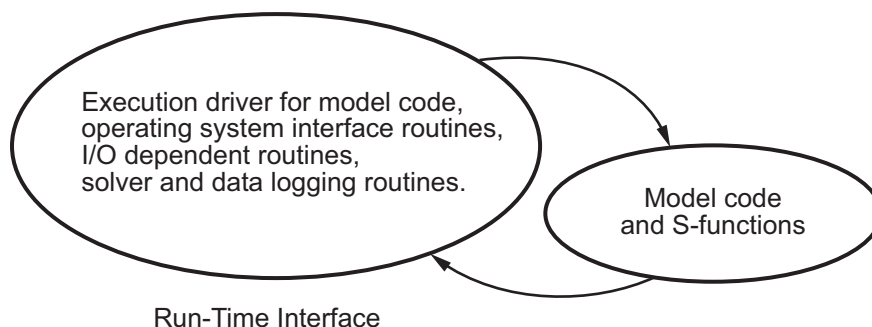 Execution driver for model code,
operating system interface routines,
I/O dependent routines,
solver and data logging routines.
Model code
and S-functions
Run-Time Interface